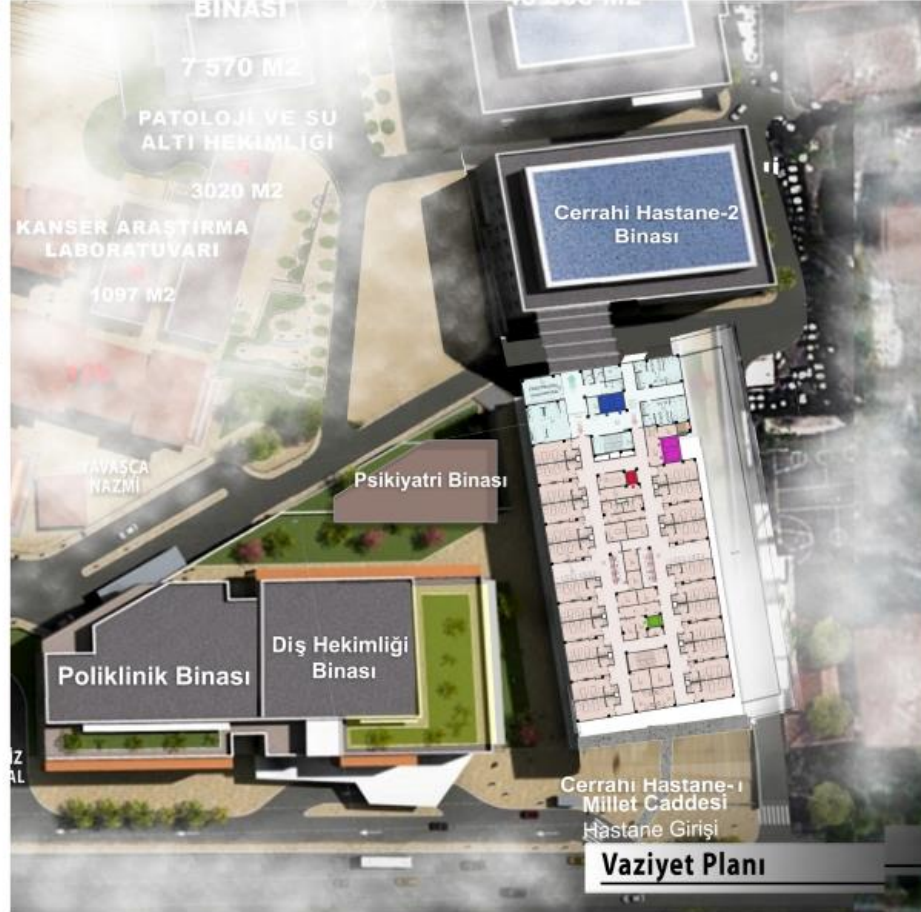 BİNASI
7 570 M2
PATOLOJİ VE SU
ALTI HEKİMLİĞİ
3020 M2
KANSER ARAŞTIRMA
LABORATUVARI
1097 M2
Cerrahi Hastane-2
Binası
YAVAŞCA
NAZMİ
Psikiyatri Binası
Poliklinik Binası
Diş Hekimliği
Binası
Cerrahi Hastane-1
Millet Caddesi
Hastane Girişi
Vaziyet Planı